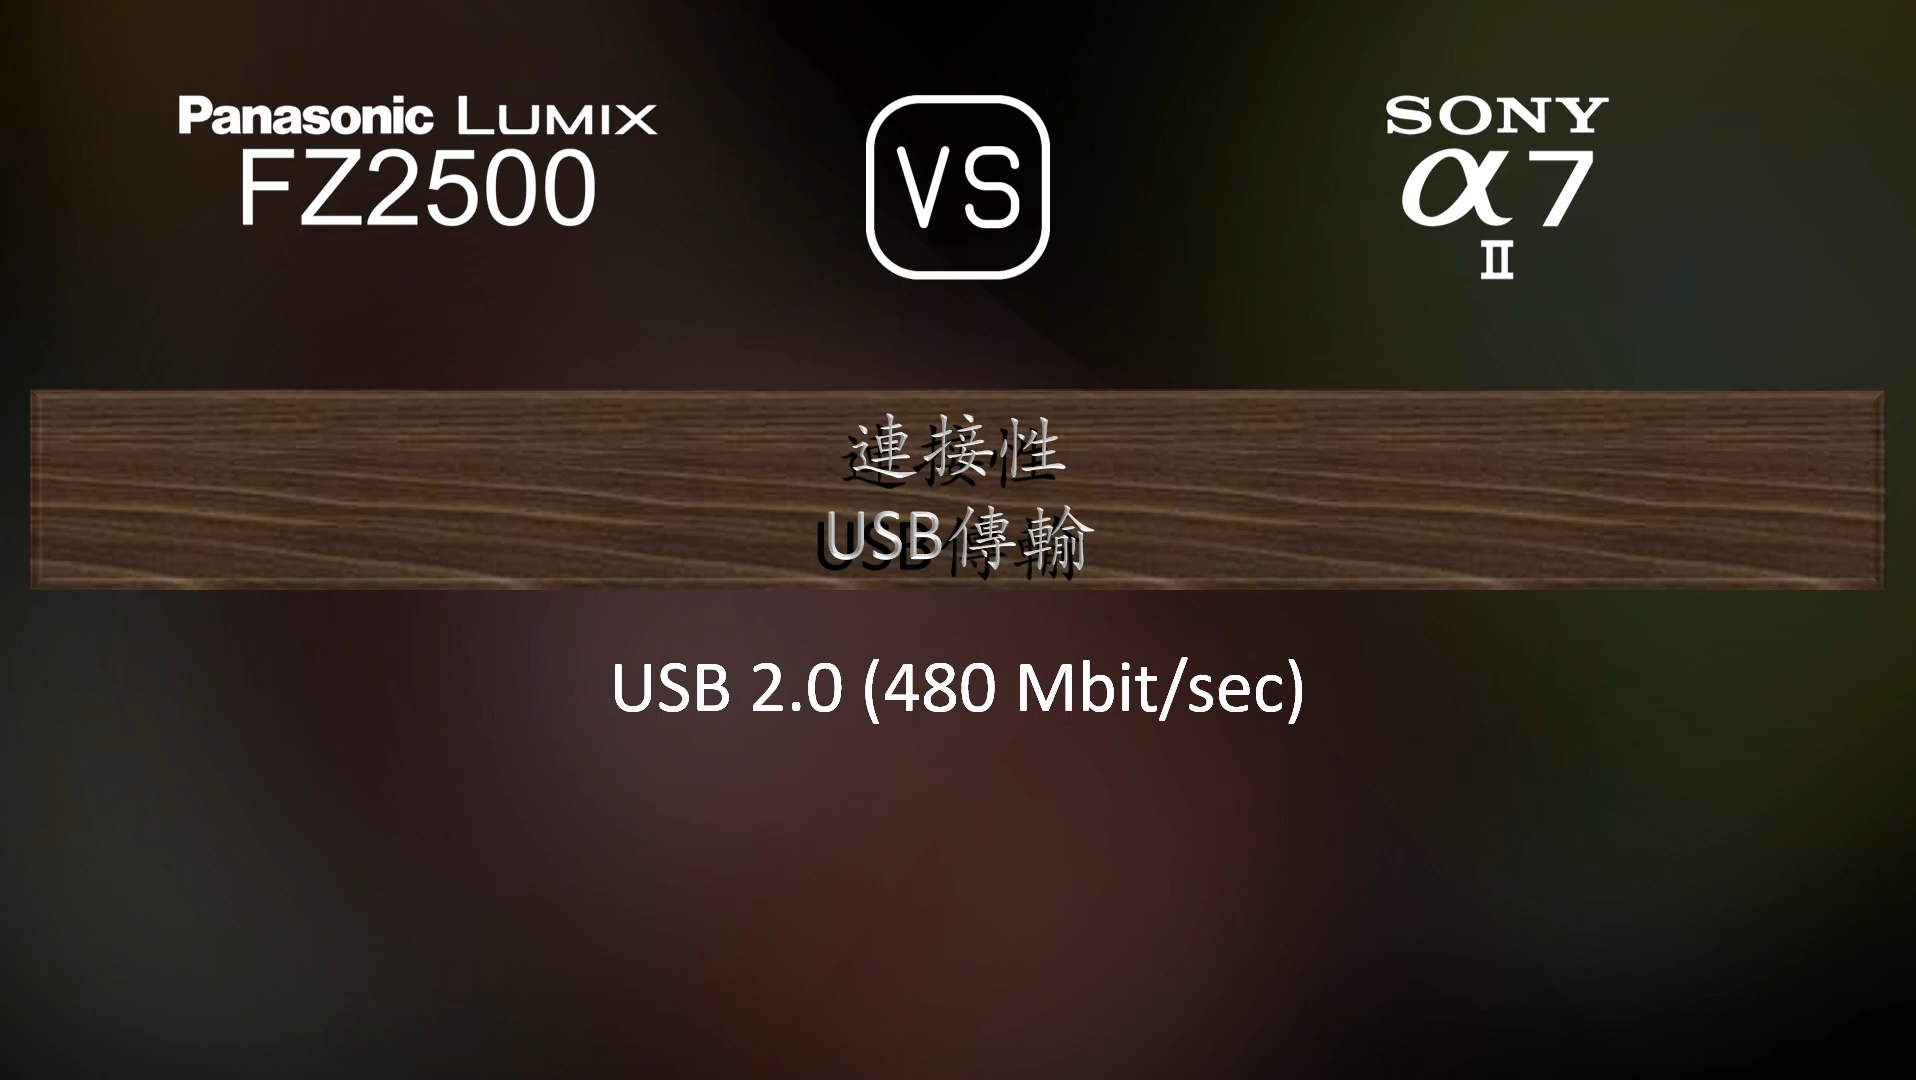 Panasonic LUMIX
FZ2500
VS
SONY
α7
II
連接性
USB傳輸
USB 2.0 (480 Mbit/sec)